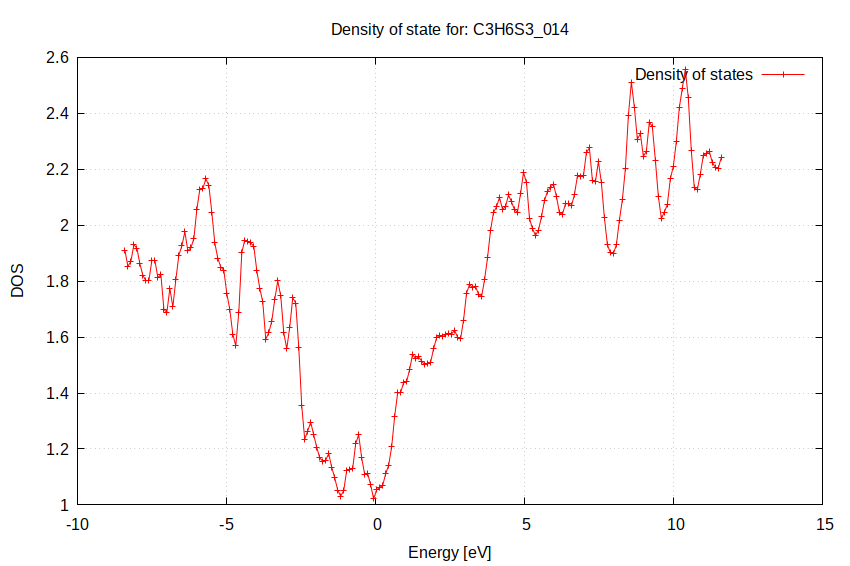 Density of state for: C3H6S3_014
Density of states
2.6
2.4
2.2
2
1.8
1.6
1.4
1.2
1
DOS
-10 -5 0 5 10 15
Energy [eV]